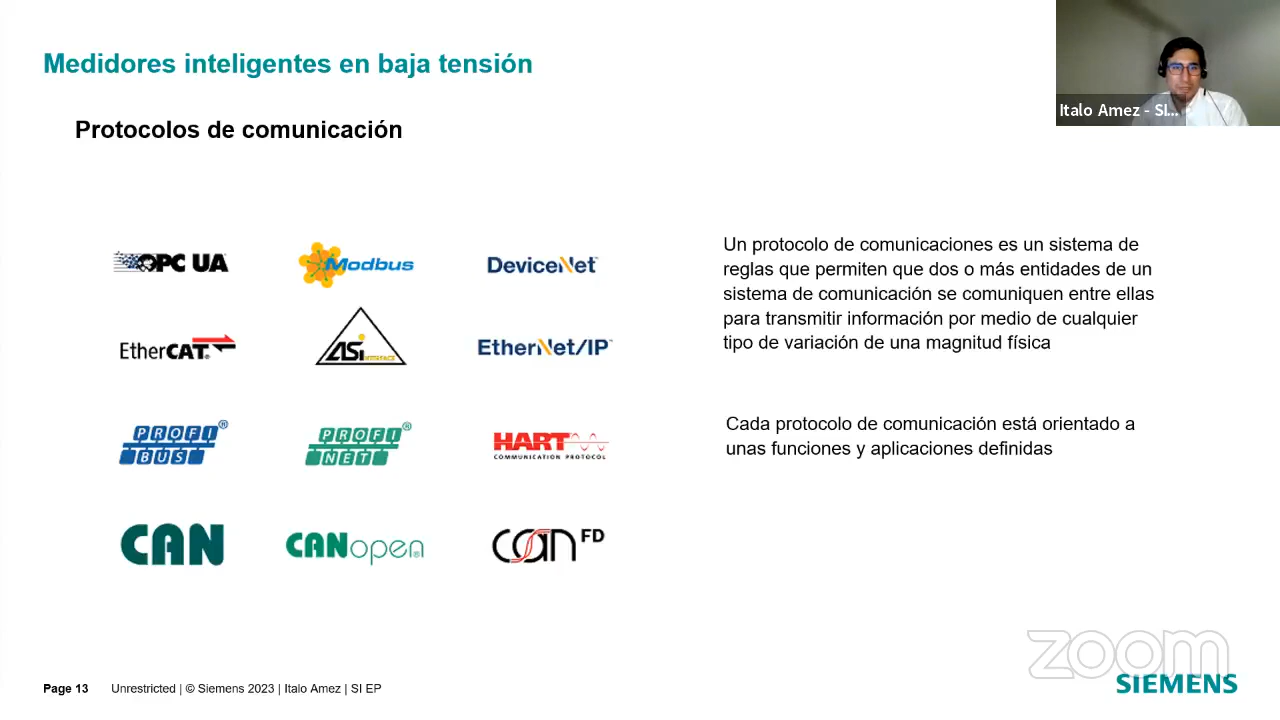 Medidores inteligentes en baja tensión
Italo Amez - SI...
Protocolos de comunicación
OPC UA
Modbus
DeviceNet
EtherCAT
ASi
INTERFACE
EtherNet/IP
PROFI
BUS
PROFI
NET
HART
COMMUNICATION PROTOCOL
CAN
CANopen
CAN FD
Un protocolo de comunicaciones es un sistema de
reglas que permiten que dos o más entidades de un
sistema de comunicación se comuniquen entre ellas
para transmitir información por medio de cualquier
tipo de variación de una magnitud física
Cada protocolo de comunicación está orientado a
unas funciones y aplicaciones definidas
zoom
SIEMENS
Page 13 Unrestricted | © Siemens 2023 | Italo Amez | SI EP